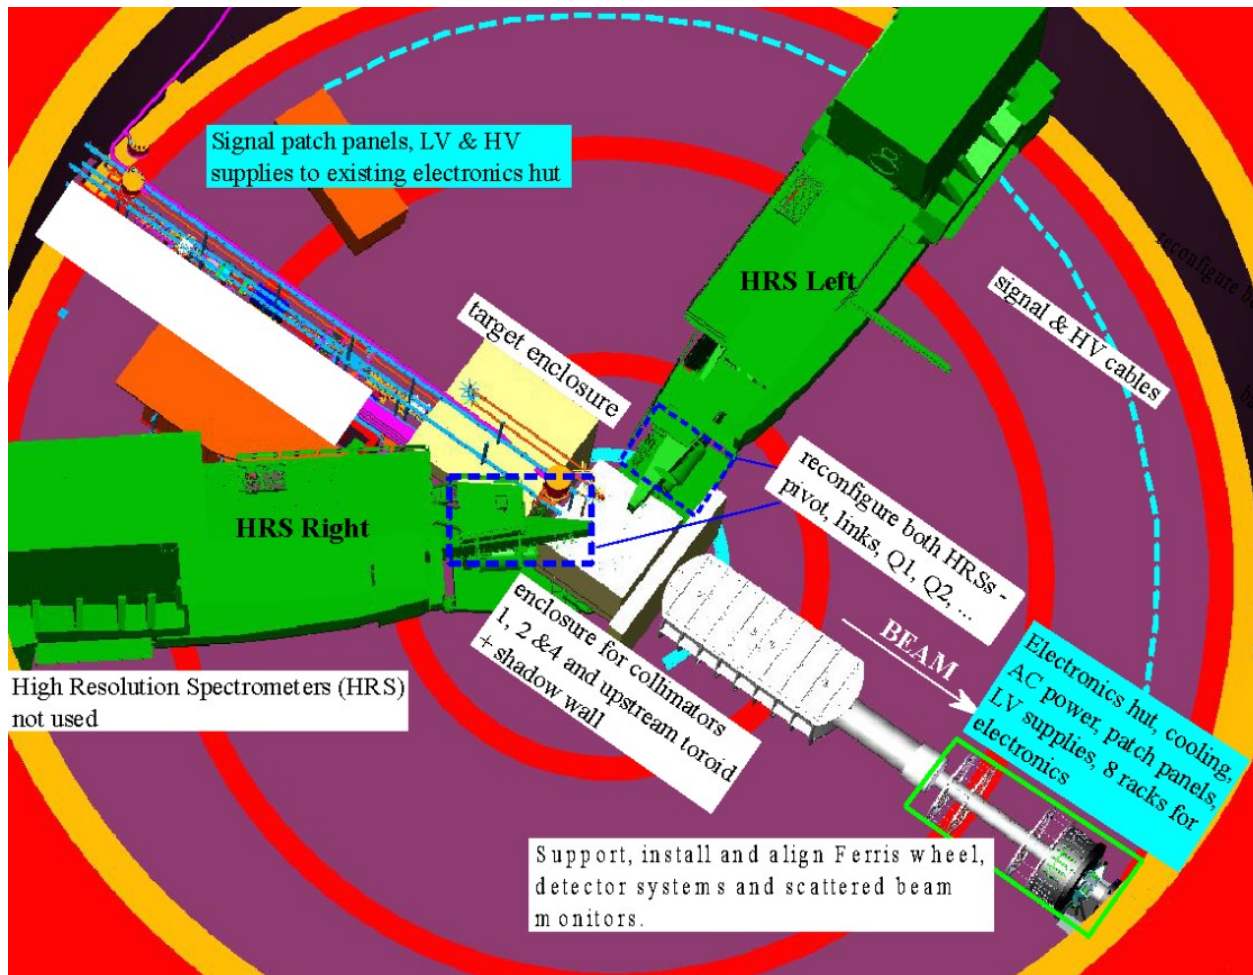 Signal patch panels, LV & HV
supplies to existing electronics hut
HRS Left
signal & HV cables
reconfigure b
target enclosure
HRS Right
reconfigure both HRSs -
pivot, links, Q1, Q2, ...
enclosure for collimators
1, 2 &4 and upstream toroid
+ shadow wall
BEAM
High Resolution Spectrometers (HRS)
not used
Electronics hut, cooling,
AC power, patch panels,
LV supplies, 8 racks for
electronics
Support, install and align Ferris wheel,
detector systems and scattered beam
monitors.